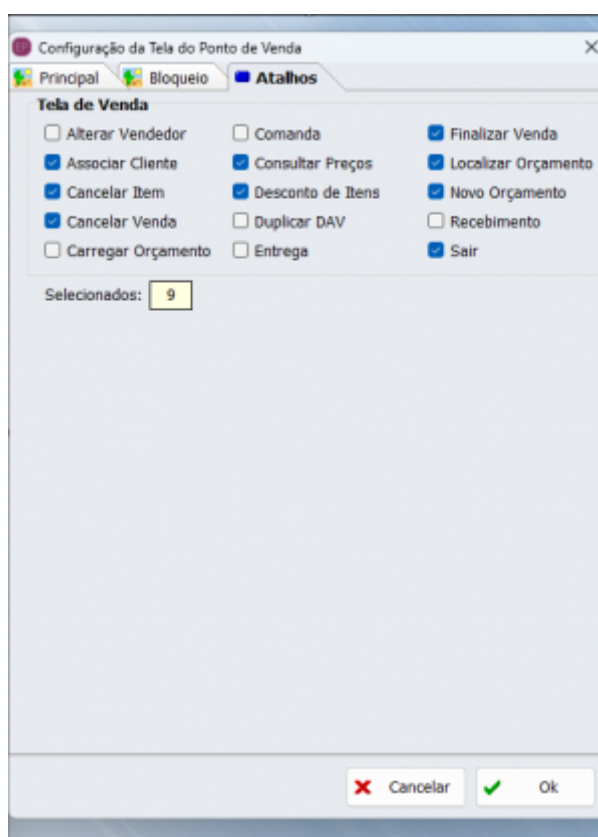 EP Configuração da Tela do Ponto de Venda
Principal Bloqueio Atalhos
Tela de Venda
Alterar Vendedor Comanda Finalizar Venda
Associar Cliente Consultar Preços Localizar Orçamento
Cancelar Item Desconto de Itens Novo Orçamento
Cancelar Venda Duplicar DAV Recebimento
Carregar Orçamento Entrega Sair
Selecionados: 9
Cancelar Ok